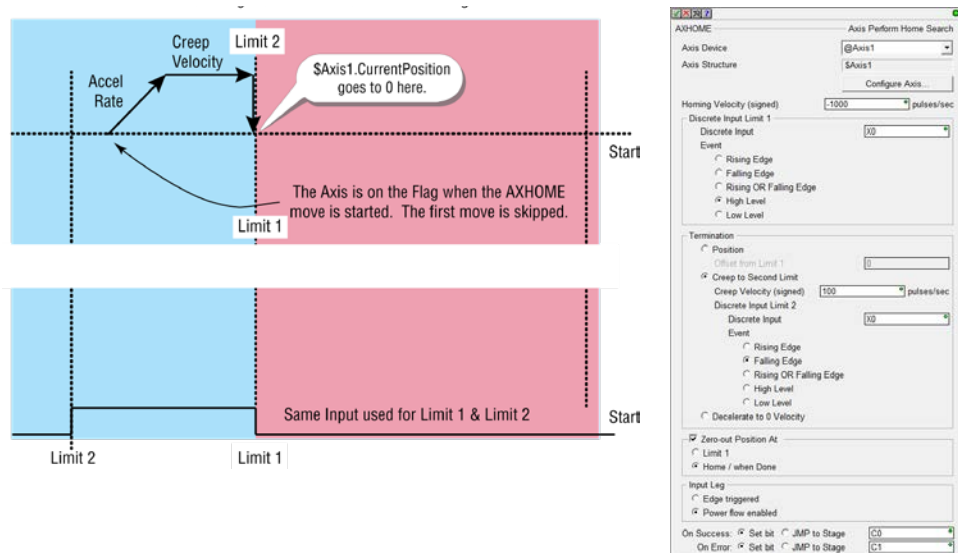 Creep
Velocity
Limit 2
Accel
Rate
$Axis1.CurrentPosition
goes to 0 here.
Start
The Axis is on the Flag when the AXHOME
move is started. The first move is skipped.
Limit 1
Same Input used for Limit 1 & Limit 2
Start
Limit 2
Limit 1
AXHOME Axis Perform Home Search
Axis Device @Axis1
Axis Structure $Axis1
Configure Axis...
Homing Velocity (signed) -1000 pulses/sec
Discrete Input Limit 1
Discrete Input X0
Event
Rising Edge
Falling Edge
Rising OR Falling Edge
High Level
Low Level
Termination
Position
Offset from Limit 1 0
Creep to Second Limit
Creep Velocity (signed) 100 pulses/sec
Discrete Input Limit 2
Discrete Input X0
Event
Rising Edge
Falling Edge
Rising OR Falling Edge
High Level
Low Level
Decelerate to 0 Velocity
Zero-out Position At
Limit 1
Home / when Done
Input Leg
Edge triggered
Power flow enabled
On Success: Set bit JMP to Stage C0
On Error: Set bit JMP to Stage C1